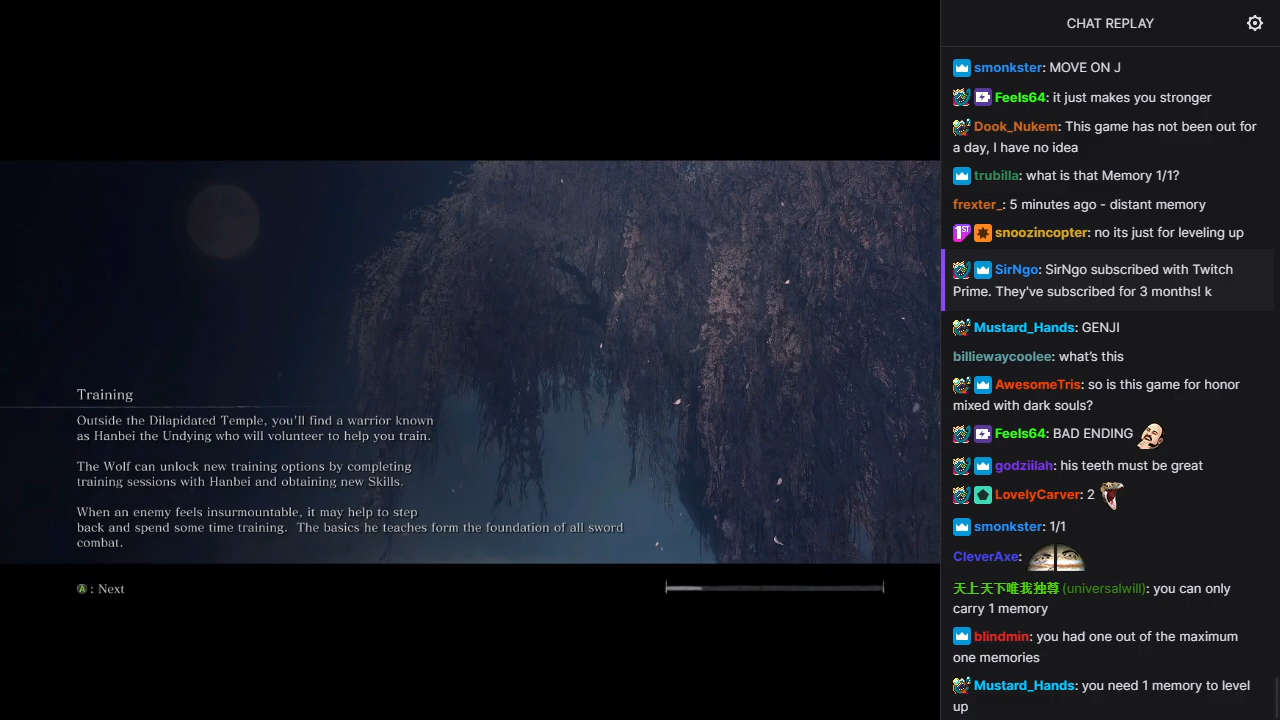 Training
Outside the Dilapidated Temple, you'll find a warrior known
as Hanbei the Undying who will volunteer to help you train.
The Wolf can unlock new training options by completing
training sessions with Hanbei and obtaining new Skills.
When an enemy feels insurmountable, it may help to step
back and spend some time training.  The basics he teaches form the foundation of all sword
combat.
A : Next
CHAT REPLAY
smonkster: MOVE ON J
Feels64: it just makes you stronger
Dook_Nukem: This game has not been out for
a day, I have no idea
trubilla: what is that Memory 1/1?
frexter_: 5 minutes ago - distant memory
1ST snoozincopter: no its just for leveling up
SirNgo: SirNgo subscribed with Twitch
Prime. They've subscribed for 3 months! k
Mustard_Hands: GENJI
billiewaycoolee: what's this
AwesomeTris: so is this game for honor
mixed with dark souls?
Feels64: BAD ENDING
godziilah: his teeth must be great
LovelyCarver: 2
smonkster: 1/1
CleverAxe:
天上天下唯我独尊 (universalwill): you can only
carry 1 memory
blindmin: you had one out of the maximum
one memories
Mustard_Hands: you need 1 memory to level
up